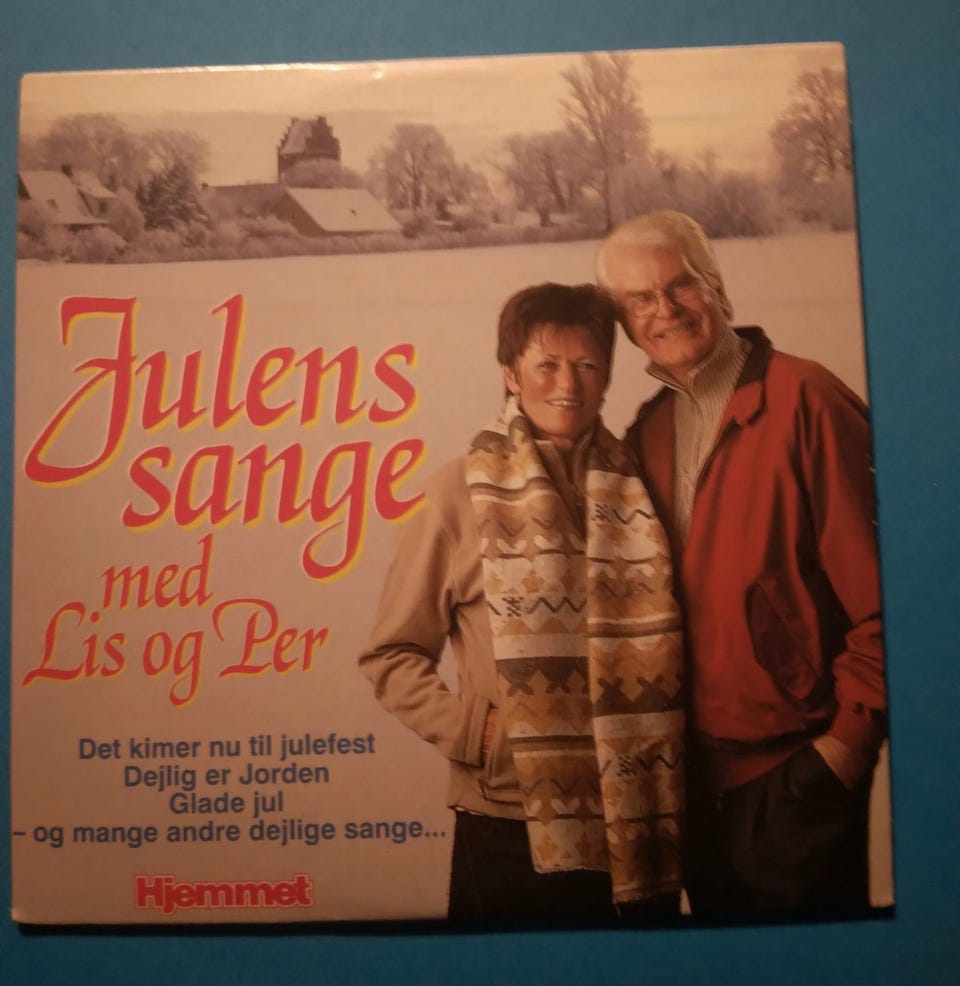 Julens
sange
med
Lis og Per
Det kimer nu til julefest
Dejlig er Jorden
Glade jul
- og mange andre dejlige sange...
Hjemmet